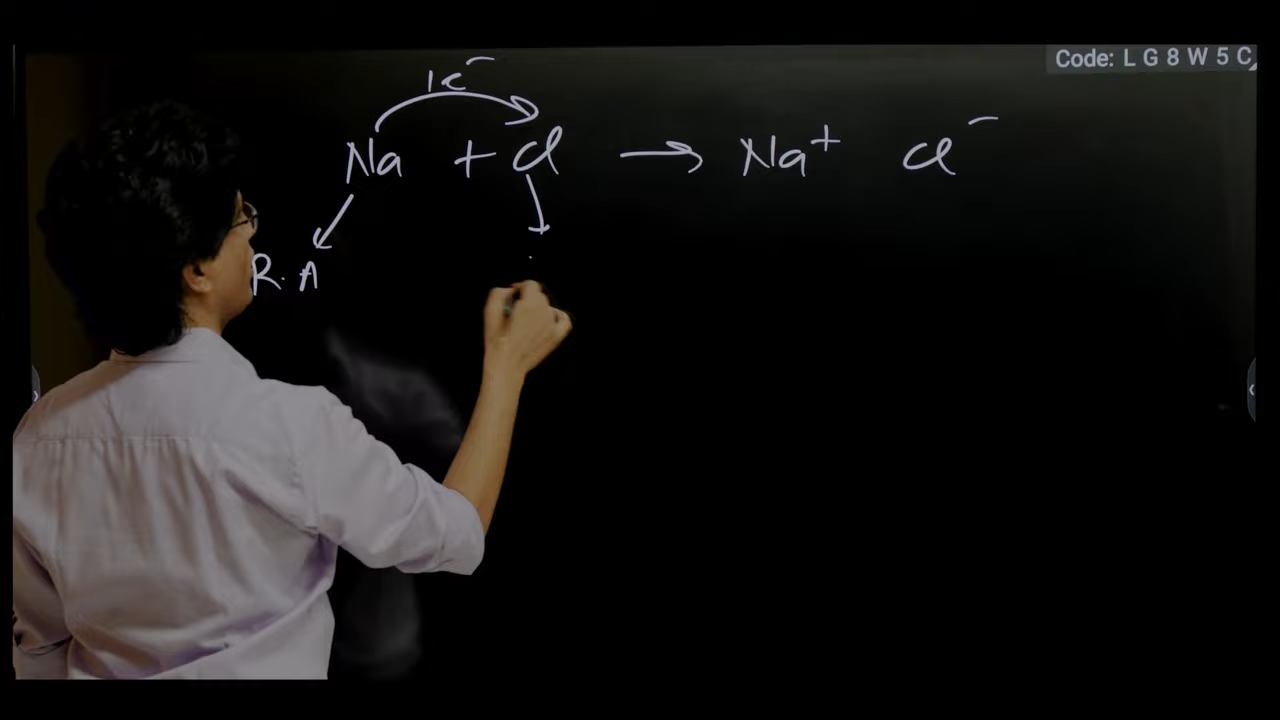 Code: L G 8 W 5 C
1e⁻
Na + Cl → Na⁺ Cl⁻
R.A